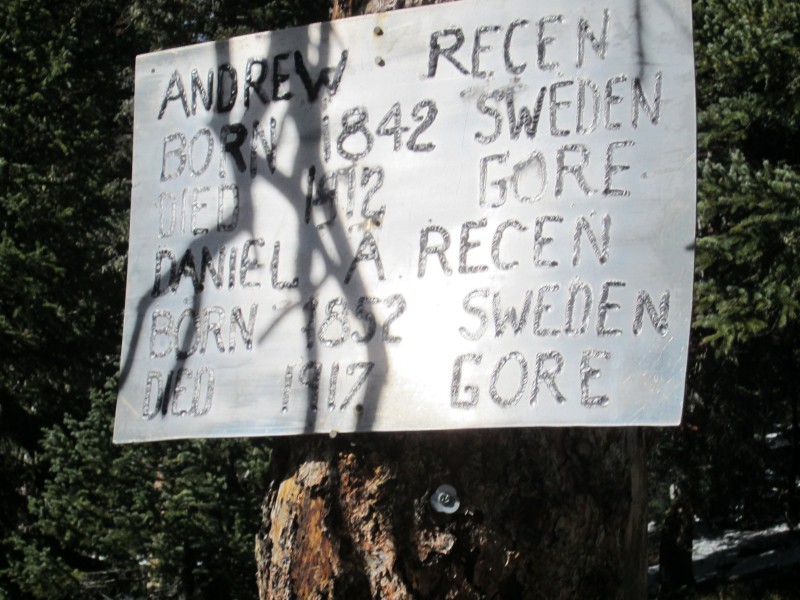 ANDREW RECEN
BORN 1842 SWEDEN
DIED 1912 GORE
DANIEL A RECEN
BORN 1852 SWEDEN
DIED 1917 GORE